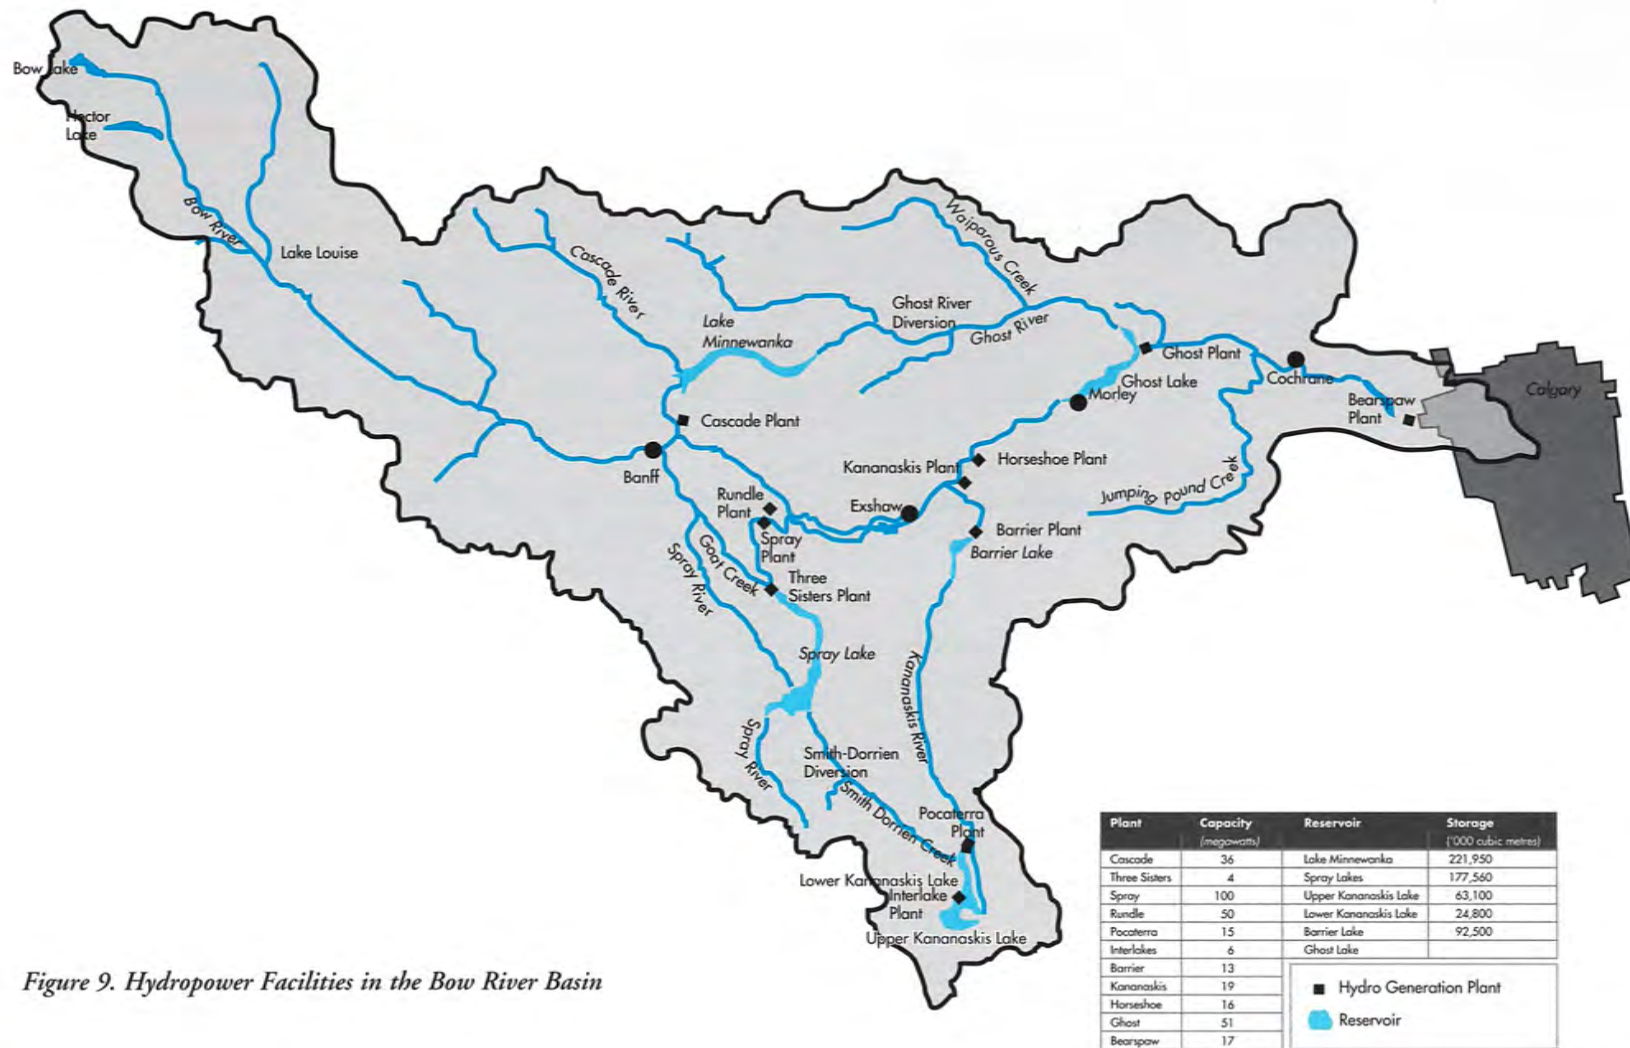 Bow Lake
Hector
Lake
Bow River
Lake Louise
Cascade River
Lake
Minnewanka
Ghost River
Diversion
Waiparous Creek
Ghost River
Ghost Plant
Ghost Lake
Morley
Cochrane
Bearspaw
Plant
Calgary
Cascade Plant
Banff
Rundle
Plant
Spray
Plant
Kananaskis Plant
Horseshoe Plant
Exshaw
Jumping Pound Creek
Barrier Plant
Barrier Lake
Goat Creek
Spray River
Three
Sisters Plant
Spray Lake
Kananaskis River
Spray River
Smith-Dorrien
Diversion
Smith Dorrien Creek
Pocaterra
Plant
Lower Kananaskis Lake
Interlake
Plant
Upper Kananaskis Lake
Figure 9. Hydropower Facilities in the Bow River Basin
Plant Capacity Reservoir Storage
(megawatts) ('000 cubic metres)
Cascade 36 Lake Minnewanka 221,950
Three Sisters 4 Spray Lakes 177,560
Spray 100 Upper Kananaskis Lake 63,100
Rundle 50 Lower Kananaskis Lake 24,800
Pocaterra 15 Barrier Lake 92,500
Interlakes 6 Ghost Lake
Barrier 13
Kananaskis 19
Horseshoe 16
Ghost 51
Bearspaw 17
Hydro Generation Plant
Reservoir